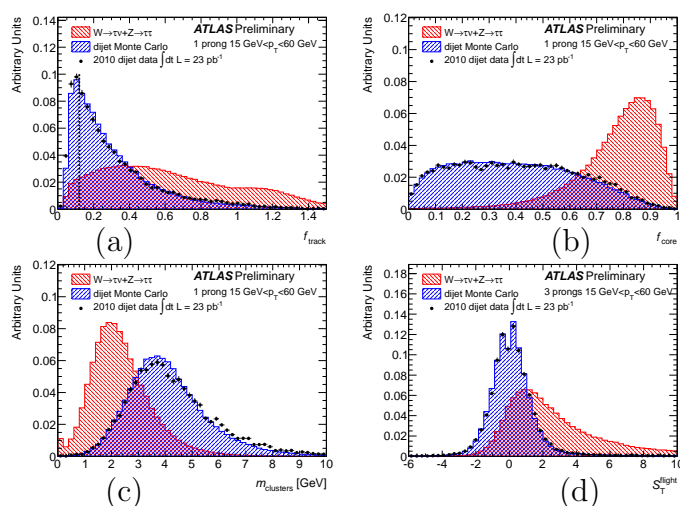 Arbitrary Units
0.14
0.12
0.1
0.08
0.06
0.04
0.02
0
ATLAS Preliminary
W→τν+Z→ττ
1 prong 15 GeV<p_T<60 GeV
dijet Monte Carlo
2010 dijet data ∫dt L = 23 pb⁻¹
0 0.2 0.4 0.6 0.8 1 1.2 1.4
(a)
f_track
Arbitrary Units
0.12
0.1
0.08
0.06
0.04
0.02
0
ATLAS Preliminary
W→τν+Z→ττ
1 prong 15 GeV<p_T<60 GeV
dijet Monte Carlo
2010 dijet data ∫dt L = 23 pb⁻¹
0 0.1 0.2 0.3 0.4 0.5 0.6 0.7 0.8 0.9 1
(b)
f_core
Arbitrary Units
0.12
0.1
0.08
0.06
0.04
0.02
0
ATLAS Preliminary
W→τν+Z→ττ
1 prong 15 GeV<p_T<60 GeV
dijet Monte Carlo
2010 dijet data ∫dt L = 23 pb⁻¹
0 1 2 3 4 5 6 7 8 9 10
(c)
m_clusters [GeV]
Arbitrary Units
0.18
0.16
0.14
0.12
0.1
0.08
0.06
0.04
0.02
0
ATLAS Preliminary
W→τν+Z→ττ
3 prongs 15 GeV<p_T<60 GeV
dijet Monte Carlo
2010 dijet data ∫dt L = 23 pb⁻¹
-6 -4 -2 0 2 4 6 8 10
(d)
S_T^flight